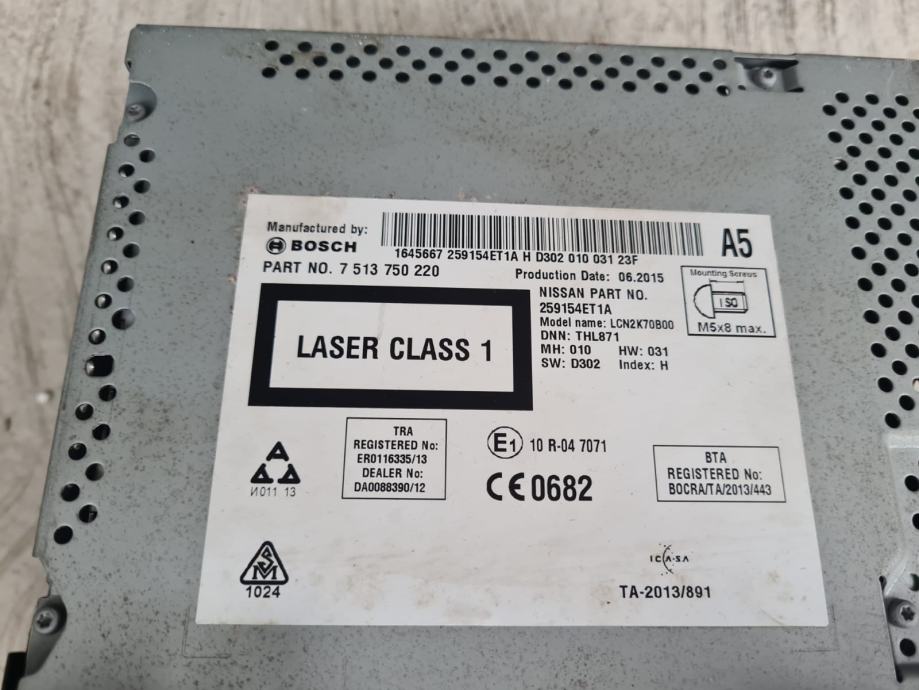 Manufactured by:
BOSCH
1645667 259154ET1A H D302 010 031 23F
A5
PART NO. 7 513 750 220
Production Date: 06.2015
Mounting Screws
ISO
M5x8 max.
NISSAN PART NO.
259154ET1A
Model name: LCN2K70B00
DNN: THL871
MH: 010 HW: 031
SW: D302 Index: H
LASER CLASS 1
TRA
REGISTERED No:
ER0116335/13
DEALER No:
DA0088390/12
E1 10 R-04 7071
CE0682
BTA
REGISTERED No:
BOCRA/TA/2013/443
И011 13
SM
1024
ICASA
TA-2013/891